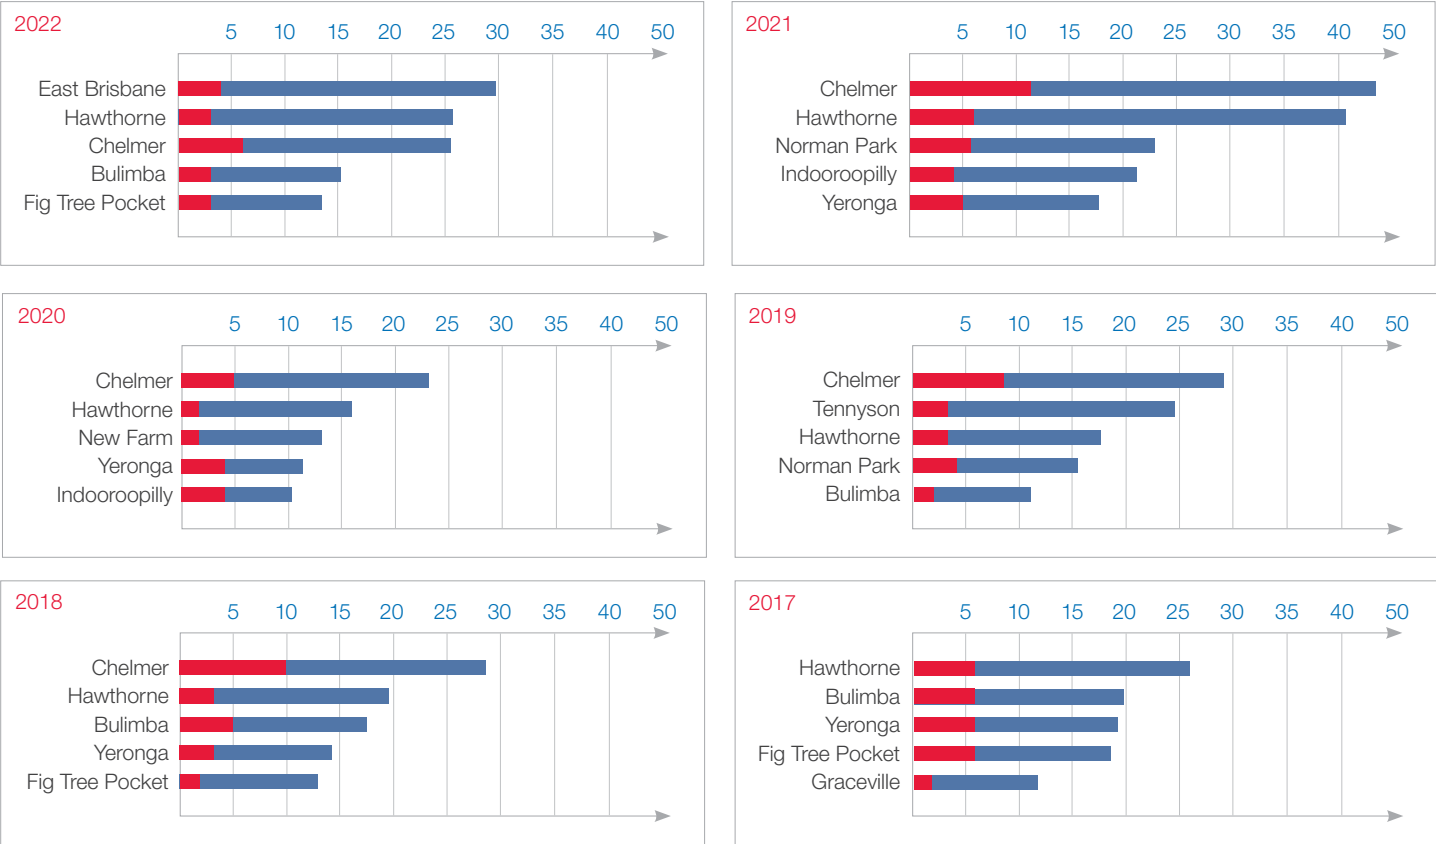 2022
5 10 15 20 25 30 35 40 50
East Brisbane
Hawthorne
Chelmer
Bulimba
Fig Tree Pocket
2021
5 10 15 20 25 30 35 40 50
Chelmer
Hawthorne
Norman Park
Indooroopilly
Yeronga
2020
5 10 15 20 25 30 35 40 50
Chelmer
Hawthorne
New Farm
Yeronga
Indooroopilly
2019
5 10 15 20 25 30 35 40 50
Chelmer
Tennyson
Hawthorne
Norman Park
Bulimba
2018
5 10 15 20 25 30 35 40 50
Chelmer
Hawthorne
Bulimba
Yeronga
Fig Tree Pocket
2017
5 10 15 20 25 30 35 40 50
Hawthorne
Bulimba
Yeronga
Fig Tree Pocket
Graceville